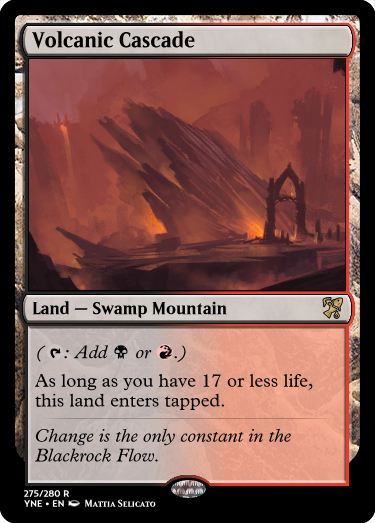 Volcanic Cascade
Land — Swamp Mountain
( : Add or .)
As long as you have 17 or less life,
this land enters tapped.
Change is the only constant in the
Blackrock Flow.
275/280 R
YNE • EN Mattia Selicato